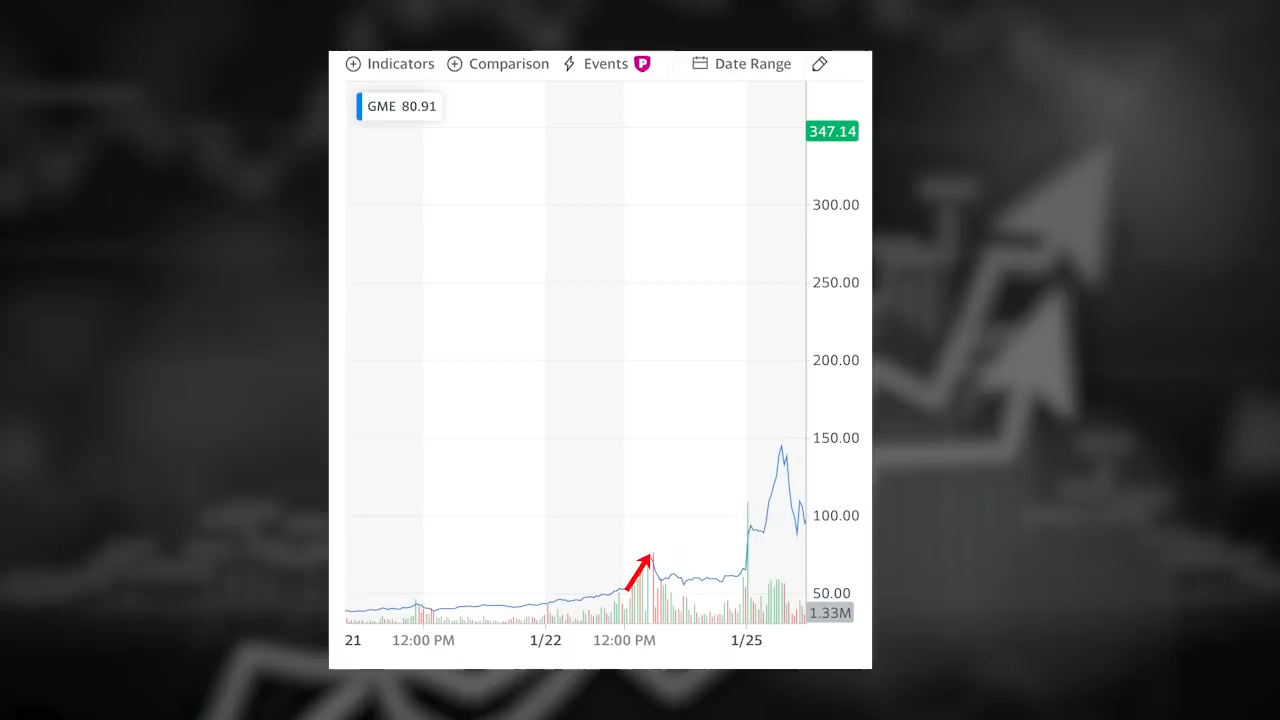 Indicators Comparison Events P Date Range
GME 80.91
347.14
300.00
250.00
200.00
150.00
100.00
50.00
1.33M
21 12:00 PM 1/22 12:00 PM 1/25